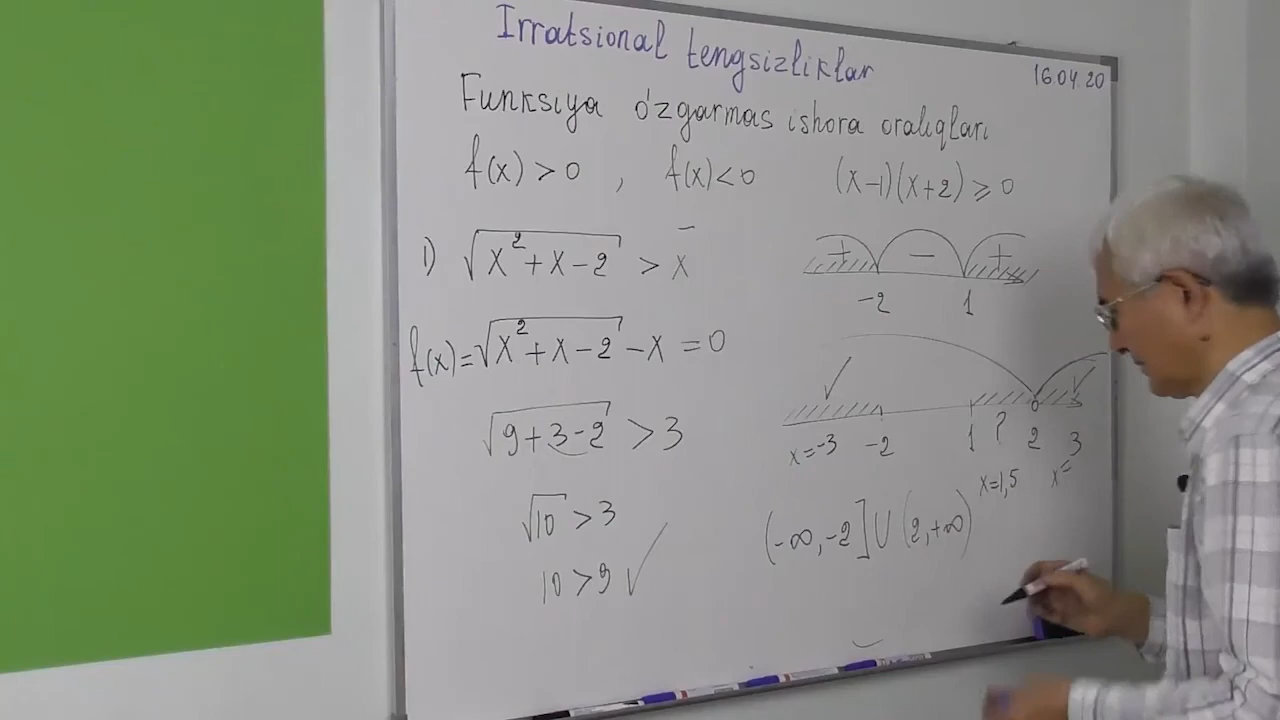 Irratsional tengsizliklar
16.04.20
Funksiya o'zgarmas ishora oraliqlari
f(x) > 0 , f(x) < 0 (x-1)(x+2) ≥ 0
1) √(x²+x-2) > x
+ - +
-2 1
f(x) = √(x²+x-2) - x = 0
√(9+3-2) > 3
x=-3 -2 1 ? 2 3
x=1,5 x=
√10 > 3
(-∞,-2] U (2,+∞)
10 > 9 ✓